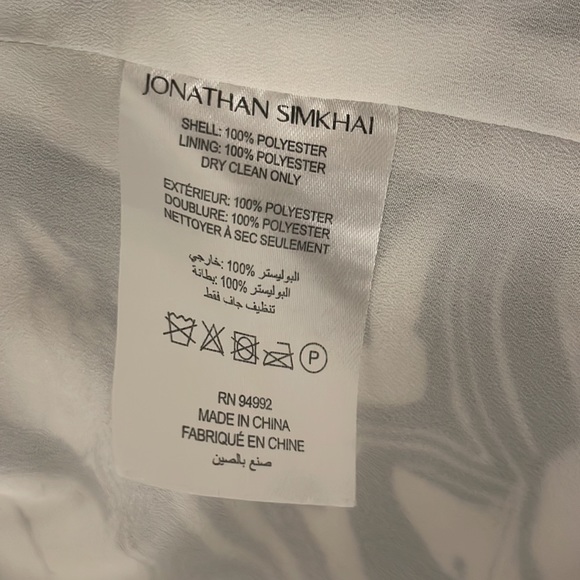 JONATHAN SIMKHAI
SHELL: 100% POLYESTER
LINING: 100% POLYESTER
DRY CLEAN ONLY
EXTÉRIEUR: 100% POLYESTER
DOUBLURE: 100% POLYESTER
NETTOYER À SEC SEULEMENT
البوليستر %100 :خارجي
البوليستر %100 :بطانة
تنظيف جاف فقط
P
RN 94992
MADE IN CHINA
FABRIQUÉ EN CHINE
صنع بالصين